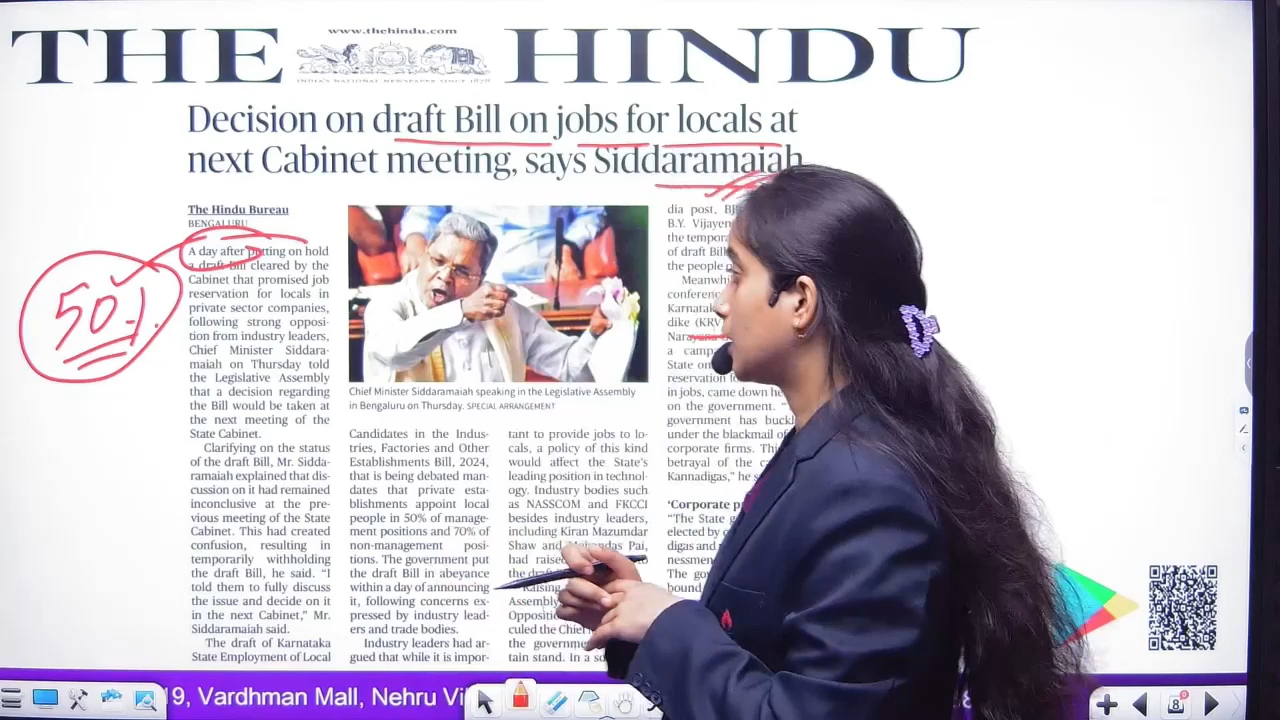 www.thehindu.com
THE HINDU
INDIA'S NATIONAL NEWSPAPER SINCE 1878
Decision on draft Bill on jobs for locals at
next Cabinet meeting, says Siddaramaiah
The Hindu Bureau
BENGALURU
A day after putting on hold
a draft Bill cleared by the
Cabinet that promised job
reservation for locals in
private sector companies,
following strong opposi-
tion from industry leaders,
Chief Minister Siddara-
maiah on Thursday told
the Legislative Assembly
that a decision regarding
the Bill would be taken at
the next meeting of the
State Cabinet.
Clarifying on the status
of the draft Bill, Mr. Sidda-
ramaiah explained that dis-
cussion on it had remained
inconclusive at the pre-
vious meeting of the State
Cabinet. This had created
confusion, resulting in
temporarily withholding
the draft Bill, he said. "I
told them to fully discuss
the issue and decide on it
in the next Cabinet," Mr.
Siddaramaiah said.
The draft of Karnataka
State Employment of Local
50%
Chief Minister Siddaramaiah speaking in the Legislative Assembly
in Bengaluru on Thursday. SPECIAL ARRANGEMENT
Candidates in the Indus-
tries, Factories and Other
Establishments Bill, 2024,
that is being debated man-
dates that private esta-
blishments appoint local
people in 50% of manage-
ment positions and 70% of
non-management posi-
tions. The government put
the draft Bill in abeyance
within a day of announcing
it, following concerns ex-
pressed by industry lead-
ers and trade bodies.
Industry leaders had ar-
gued that while it is impor-
tant to provide jobs to lo-
cals, a policy of this kind
would affect the State's
leading position in technol-
ogy. Industry bodies such
as NASSCOM and FKCCI
besides industry leaders,
including Kiran Mazumdar
Shaw and Mohandas Pai,
had raised
the draft
Raising
Assembly
Oppositi
culed the Chief
the governm
tain stand. In a so
dia post, BJ
B.Y. Vijayen
the tempora
of draft Bill
the people
Meanwhi
conference
Karnatak
dike (KRV
Narayana
a camp
State on
reservation fo
in jobs, came down he
on the government. "
government has buckl
under the blackmail of
corporate firms. Thi
betrayal of the
Kannadigas," he s
'Corporate p
"The State g
elected by
digas and
nessmen
The gov
bound
19, Vardhman Mall, Nehru Vi
8